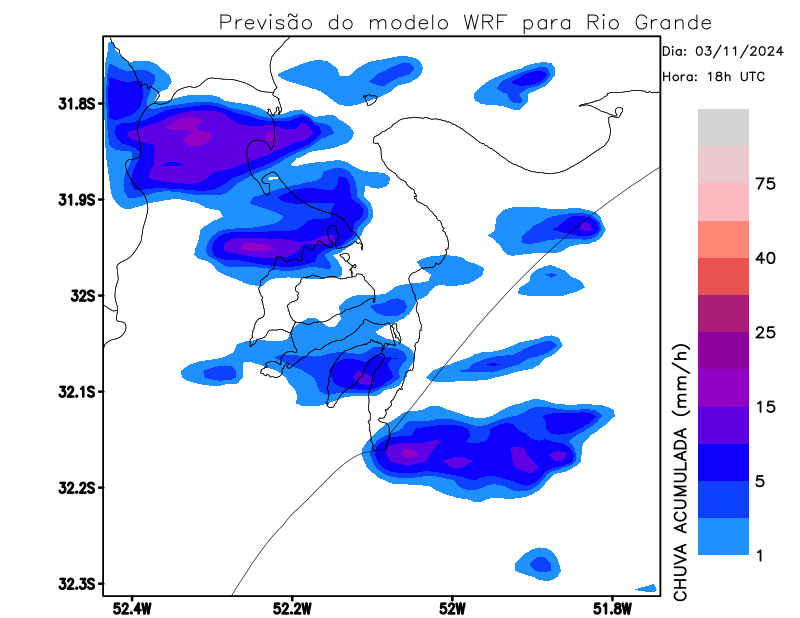 Previsão do modelo WRF para Rio Grande
Dia: 03/11/2024
Hora: 18h UTC
31.8S
31.9S
32S
32.1S
32.2S
32.3S
52.4W
52.2W
52W
51.8W
75
40
25
15
5
1
CHUVA ACUMULADA (mm/h)